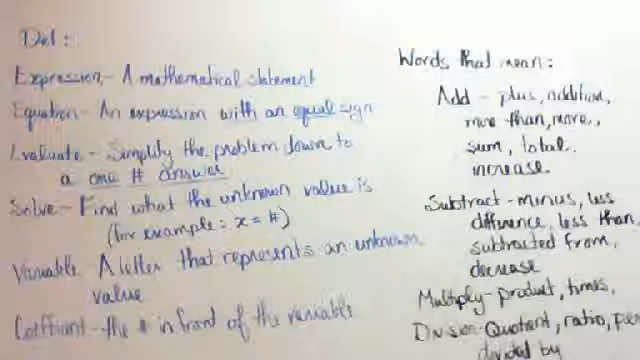 Def:
Expression - A mathematical statement
Equation - An expression with an equal sign
Evaluate - Simplify the problem down to
a one # answer
Solve - Find what the unknown value is
(for example: x = #)
Variable A letter that represents an unknown
value
Coeffient - the # in front of the variable
Words that mean:
Add - plus, addition,
more than, more,
sum, total,
increase
Subtract - minus, less
difference, less than,
subtracted from,
decrease
Multiply - product, times,
Division - Quotient, ratio,
divided by